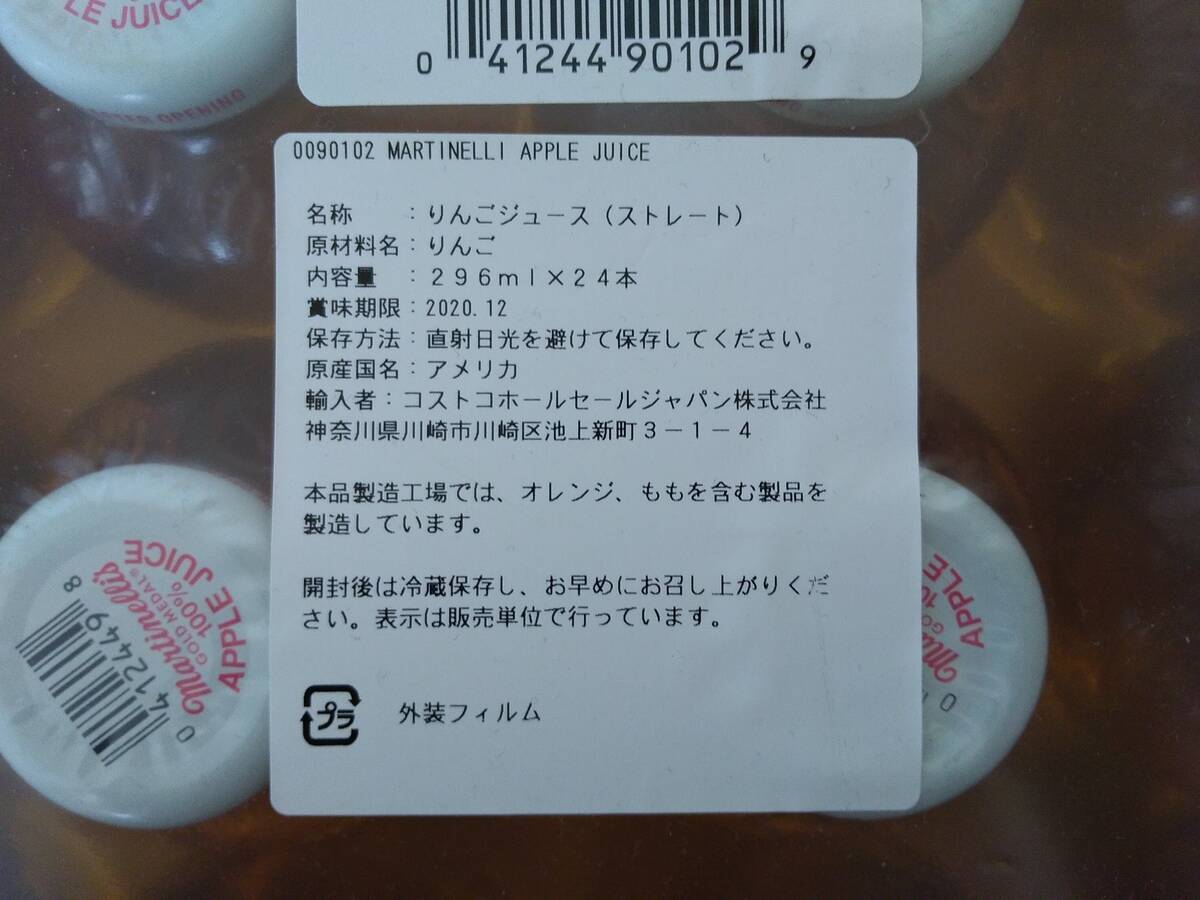 LE JUICE
AFTER OPENING
0 41244 90102 9
0090102 MARTINELLI APPLE JUICE
名称　　：りんごジュース（ストレート）
原材料名：りんご
内容量　：２９６ｍｌ×２４本
賞味期限：2020.12
保存方法：直射日光を避けて保存してください。
原産国名：アメリカ
輸入者：コストコホールセールジャパン株式会社
神奈川県川崎市川崎区池上新町３－１－４
本品製造工場では、オレンジ、ももを含む製品を
製造しています。
開封後は冷蔵保存し、お早めにお召し上がりくだ
さい。表示は販売単位で行っています。
プラ
外装フィルム
Martinelli's
GOLD MEDAL®
100%
APPLE JUICE
0 412449 8
APPLE